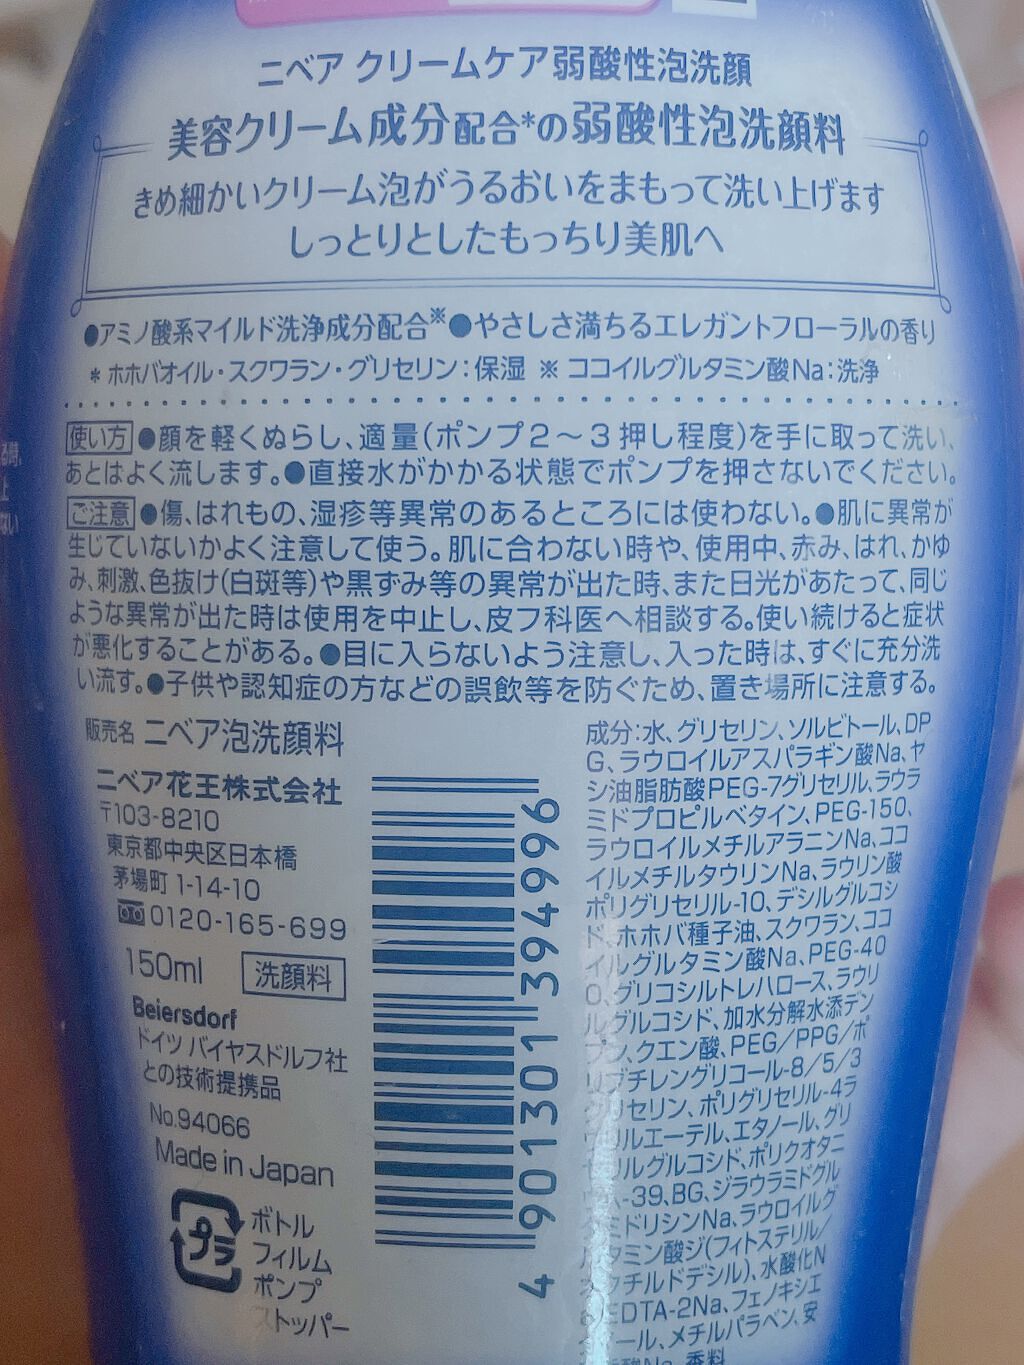 ニベア クリームケア弱酸性泡洗顔
美容クリーム成分配合*の弱酸性泡洗顔料
きめ細かいクリーム泡がうるおいをまもって洗い上げます
しっとりとしたもっちり美肌へ
●アミノ酸系マイルド洗浄成分配合※●やさしさ満ちるエレガントフローラルの香り
* ホホバオイル・スクワラン・グリセリン:保湿 ※ ココイルグルタミン酸Na:洗浄
使い方 ●顔を軽くぬらし、適量(ポンプ2～3押し程度)を手に取って洗い、
あとはよく流します。●直接水がかかる状態でポンプを押さないでください。
ご注意 ●傷、はれもの、湿疹等異常のあるところには使わない。●肌に異常が
生じていないかよく注意して使う。肌に合わない時や、使用中、赤み、はれ、かゆ
み、刺激、色抜け(白斑等)や黒ずみ等の異常が出た時、また日光があたって、同じ
ような異常が出た時は使用を中止し、皮フ科医へ相談する。使い続けると症状
が悪化することがある。●目に入らないよう注意し、入った時は、すぐに充分洗
い流す。●子供や認知症の方などの誤飲等を防ぐため、置き場所に注意する。
販売名 ニベア泡洗顔料
ニベア花王株式会社
〒103-8210
東京都中央区日本橋
茅場町 1-14-10
0120-165-699
150ml 洗顔料
Beiersdorf
ドイツ バイヤスドルフ社
との技術提携品
No.94066
Made in Japan
プラ
ボトル
フィルム
ポンプ
ストッパー
4 901301 394996
成分:水、グリセリン、ソルビトール、DP
G、ラウロイルアスパラギン酸Na、ヤ
シ油脂肪酸PEG-7グリセリル、ラウラ
ミドプロピルベタイン、PEG-150、
ラウロイルメチルアラニンNa、ココ
イルメチルタウリンNa、ラウリン酸
ポリグリセリル-10、デシルグルコシ
ド、ホホバ種子油、スクワラン、ココ
イルグルタミン酸Na、PEG-40
0、グリコシルトレハロース、ラウリ
ルグルコシド、加水分解水添デン
プン、クエン酸、PEG/PPG/ポ
リブチレングリコール-8/5/3
グリセリン、ポリグリセリル-4ラ
ウリルエーテル、エタノール、グリ
セリルグルコシド、ポリクオタニ
ウム-39、BG、ジラウラミドグル
タミドリシンNa、ラウロイルグ
ルタミン酸ジ(フィトステリル/
オクチルドデシル)、水酸化N
a、EDTA-2Na、フェノキシエ
タノール、メチルパラベン、安
息香酸Na、香料